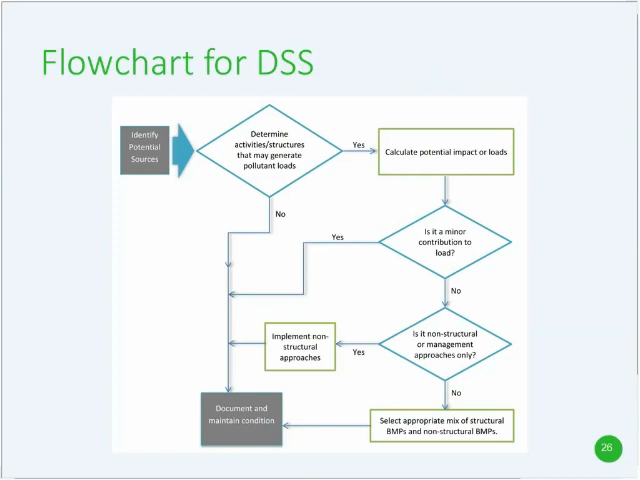 Flowchart for DSS
Identify
Potential
Sources
Determine
activities/structures
that may generate
pollutant loads
Yes
Calculate potential impact or loads
No
Yes
Is it a minor
contribution to
load?
No
Implement non-
structural
approaches
Yes
Is it non-structural
or management
approaches only?
No
Document and
maintain condition
Select appropriate mix of structural
BMPs and non-structural BMPs.
26